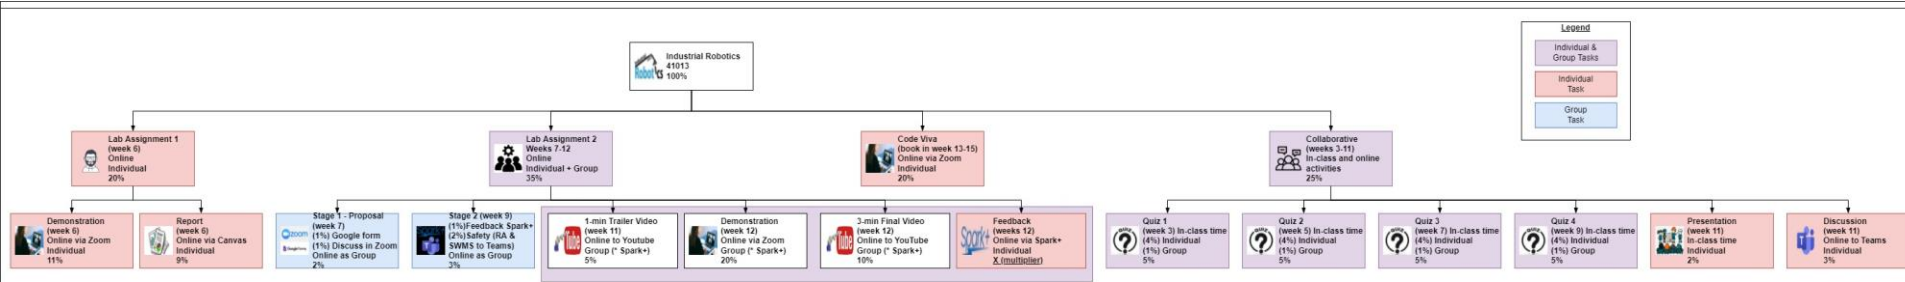 Legend
Individual &
Group Tasks
Individual
Task
Group
Task
Industrial Robotics
41013
100%
Robotics
Lab Assignment 1
(week 6)
Online
Individual
20%
Lab Assignment 2
Weeks 7-12
Online
Individual + Group
35%
Code Viva
(book in week 13-15)
Online via Zoom
Individual
20%
Collaborative
(weeks 3-11)
In-class and online
activities
25%
Demonstration
(week 6)
Online via Zoom
Individual
11%
Report
(week 6)
Online via Canvas
Individual
9%
zoom
Stage 1 - Proposal
(week 7)
(1%) Google form
(1%) Discuss in Zoom
Online as Group
2%
Stage 2 (week 9)
(1%)Feedback Spark+
(2%)Safety (RA &
SWMS to Teams)
Online as Group
3%
Tube
1-min Trailer Video
(week 11)
Online to Youtube
Group (* Spark+)
5%
Demonstration
(week 12)
Online via Zoom
Group (* Spark+)
20%
Tube
3-min Final Video
(week 12)
Online to YouTube
Group (* Spark+)
10%
Spark+
Feedback
(weeks 12)
Online via Spark+
Individual
X (multiplier)
Quiz 1
(week 3) In-class time
(4%) Individual
(1%) Group
5%
Quiz 2
(week 5) In-class time
(4%) Individual
(1%) Group
5%
Quiz 3
(week 7) In-class time
(4%) Individual
(1%) Group
5%
Quiz 4
(week 9) In-class time
(4%) Individual
(1%) Group
5%
Presentation
(week 11)
In-class time
Individual
2%
Discussion
(week 11)
Online to Teams
Individual
3%